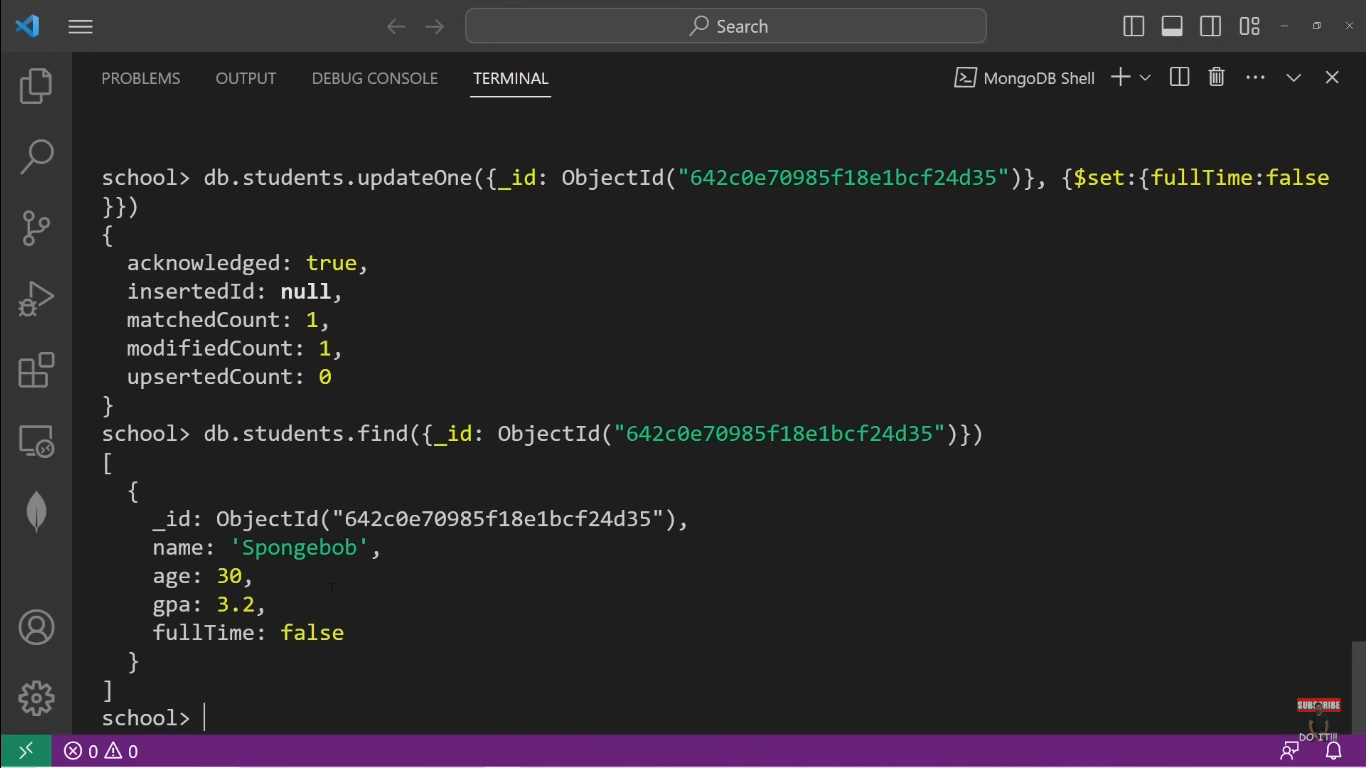 Search
PROBLEMS OUTPUT DEBUG CONSOLE TERMINAL MongoDB Shell
school> db.students.updateOne({_id: ObjectId("642c0e70985f18e1bcf24d35")}, {$set:{fullTime:false
}})
{
acknowledged: true,
insertedId: null,
matchedCount: 1,
modifiedCount: 1,
upsertedCount: 0
}
school> db.students.find({_id: ObjectId("642c0e70985f18e1bcf24d35")})
[
{
_id: ObjectId("642c0e70985f18e1bcf24d35"),
name: 'Spongebob',
age: 30,
gpa: 3.2,
fullTime: false
}
]
school>
SUBSCRIBE
DO IT!!!
0 0